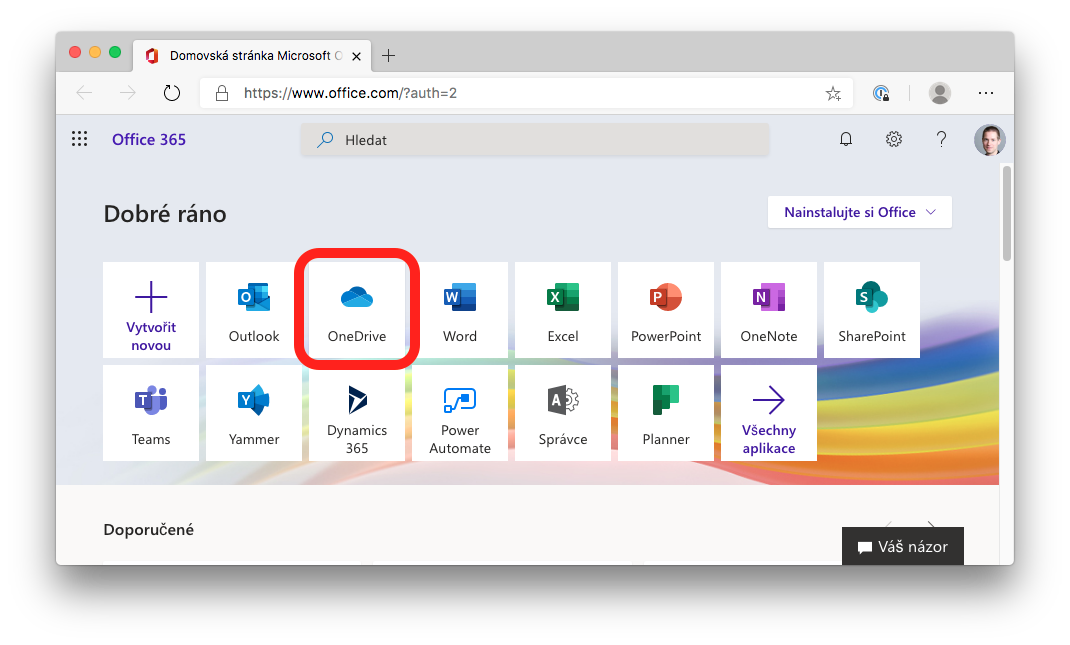 Domovská stránka Microsoft O
https://www.office.com/?auth=2
Office 365
Hledat
Dobré ráno
Nainstalujte si Office
Vytvořit
novou
Outlook
OneDrive
Word
Excel
PowerPoint
OneNote
SharePoint
Teams
Yammer
Dynamics
365
Power
Automate
Správce
Planner
Všechny
aplikace
Doporučené
Váš názor